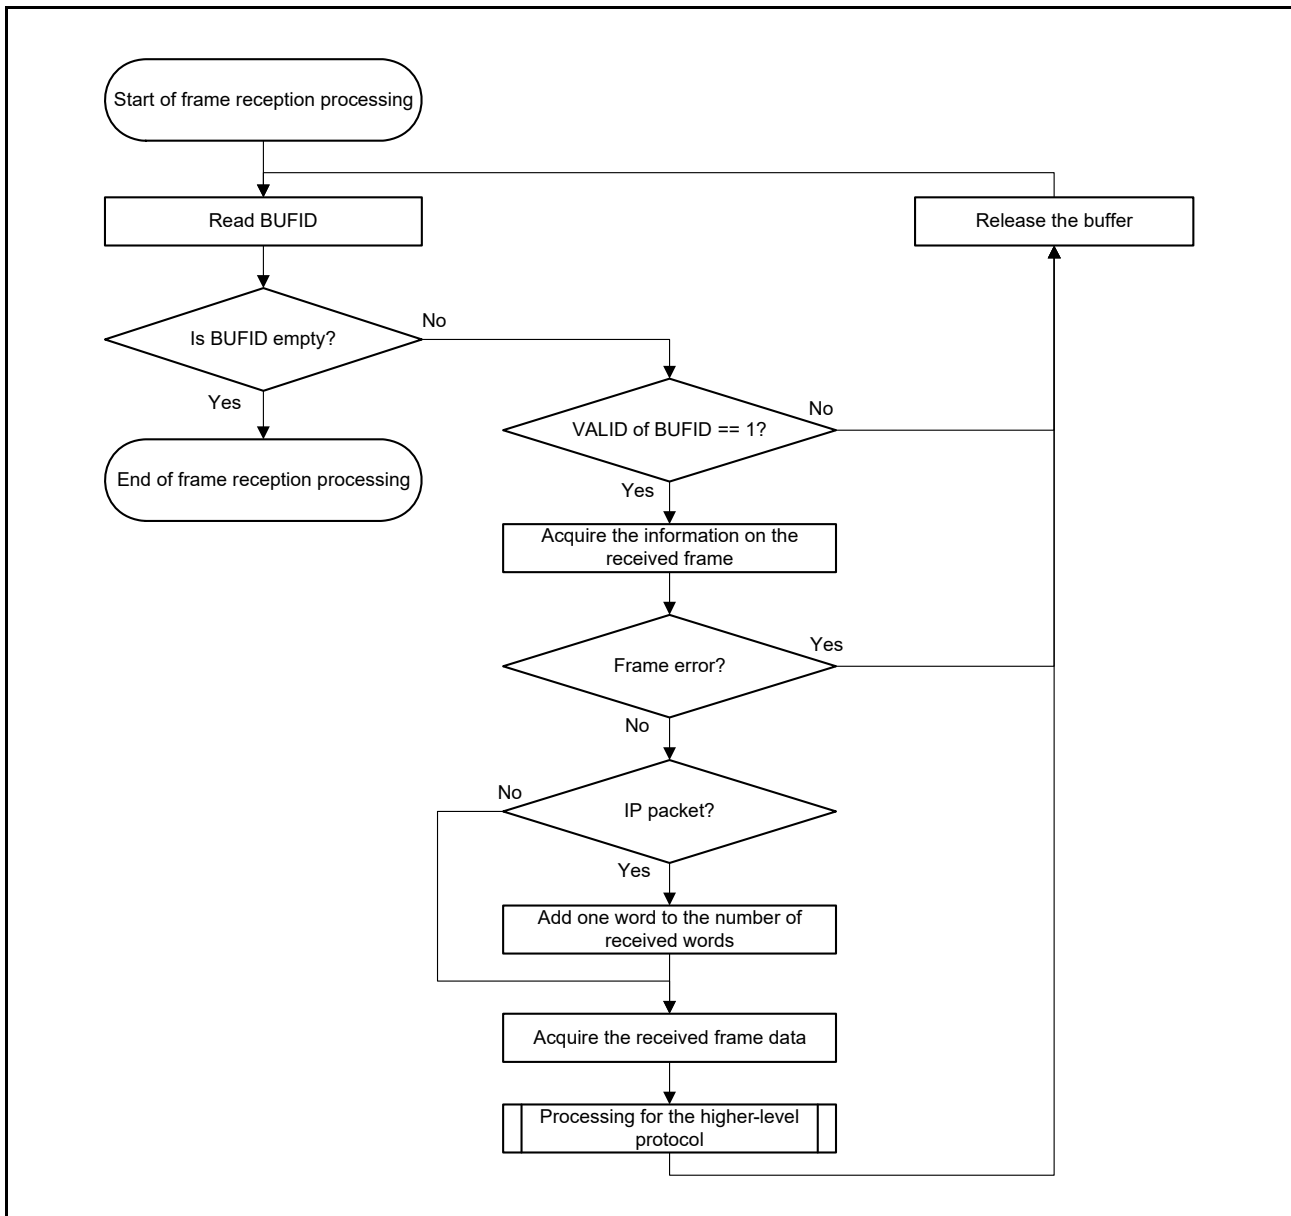 Start of frame reception processing
Read BUFID
Release the buffer
Is BUFID empty?
No
Yes
End of frame reception processing
VALID of BUFID == 1?
No
Yes
Acquire the information on the
received frame
Frame error?
Yes
No
IP packet?
No
Yes
Add one word to the number of
received words
Acquire the received frame data
Processing for the higher-level
protocol